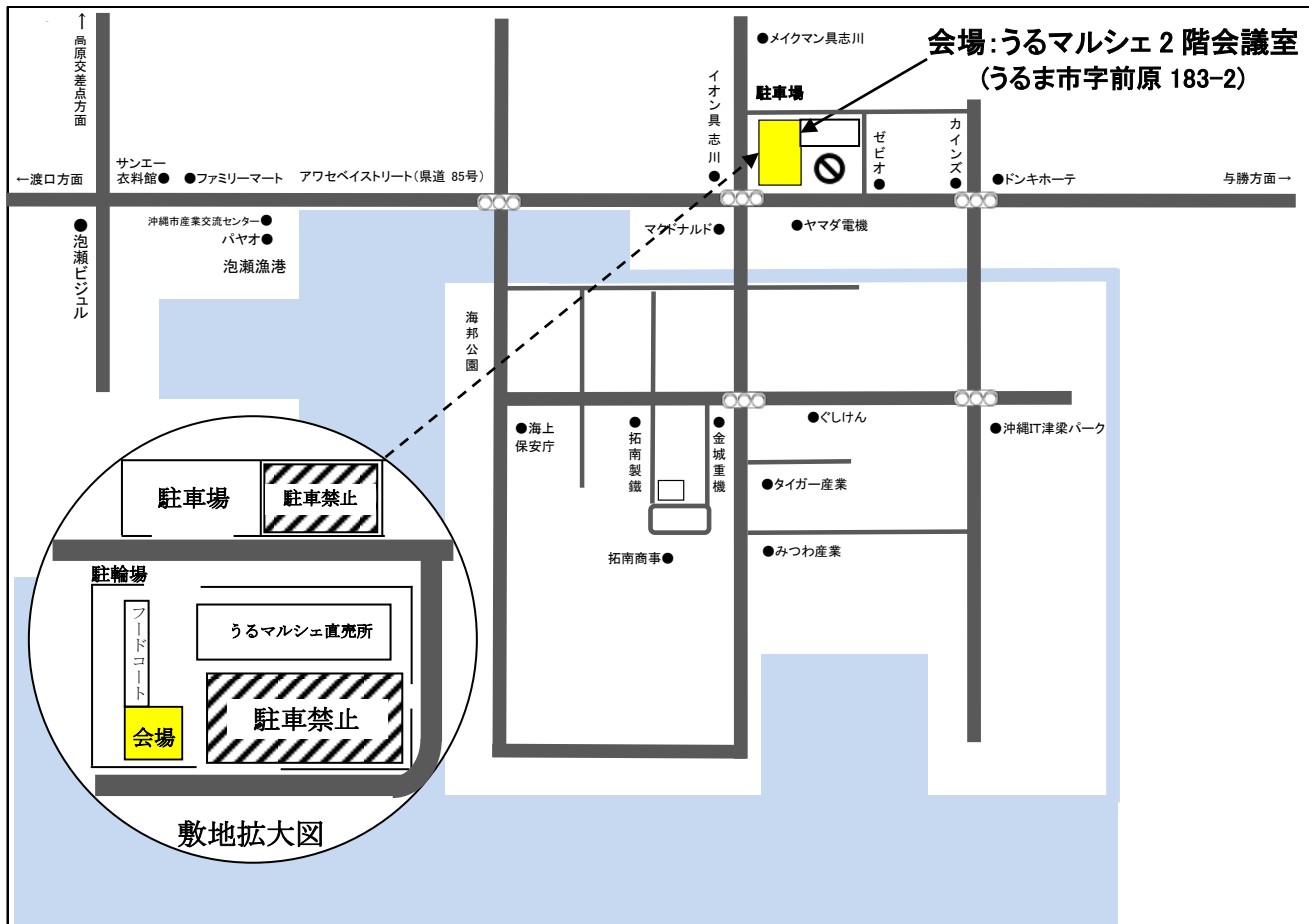 ↑高原交差点方面
●メイクマン具志川
会場：うるマルシェ２階会議室
(うるま市字前原 183−2)
駐車場
イオン具志川●
ゼビオ●
カインズ●
サンエー
衣料館●
●ファミリーマート
アワセベイストリート(県道 85号)
←渡口方面
●ドンキホーテ
与勝方面→
●泡瀬ビジュル
沖縄市産業交流センター●
パヤオ●
泡瀬漁港
マクドナルド●
●ヤマダ電機
海邦公園
●海上
保安庁
●拓南製鐵
●金城重機
●ぐしけん
●沖縄IT津梁パーク
●タイガー産業
拓南商事●
●みつわ産業
駐車場
駐車禁止
駐輪場
フードコート
うるマルシェ直売所
駐車禁止
会場
敷地拡大図